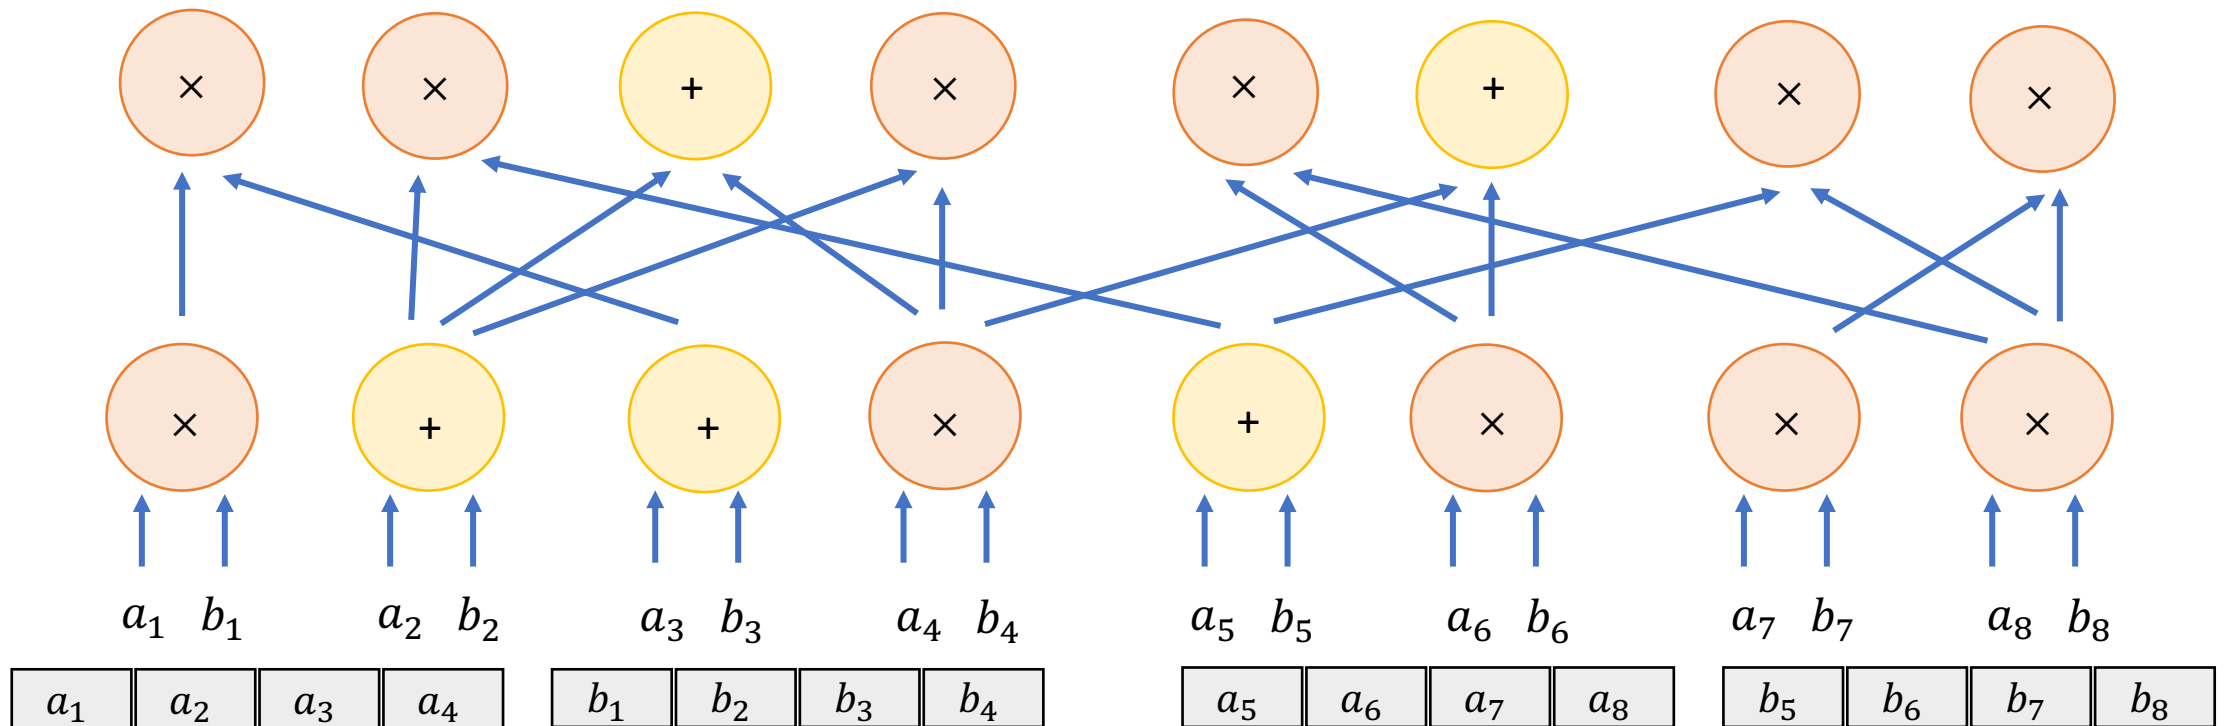 × × + × × + × ×
× + + × + × × ×
a₁ b₁ a₂ b₂ a₃ b₃ a₄ b₄ a₅ b₅ a₆ b₆ a₇ b₇ a₈ b₈
a₁ a₂ a₃ a₄ b₁ b₂ b₃ b₄ a₅ a₆ a₇ a₈ b₅ b₆ b₇ b₈